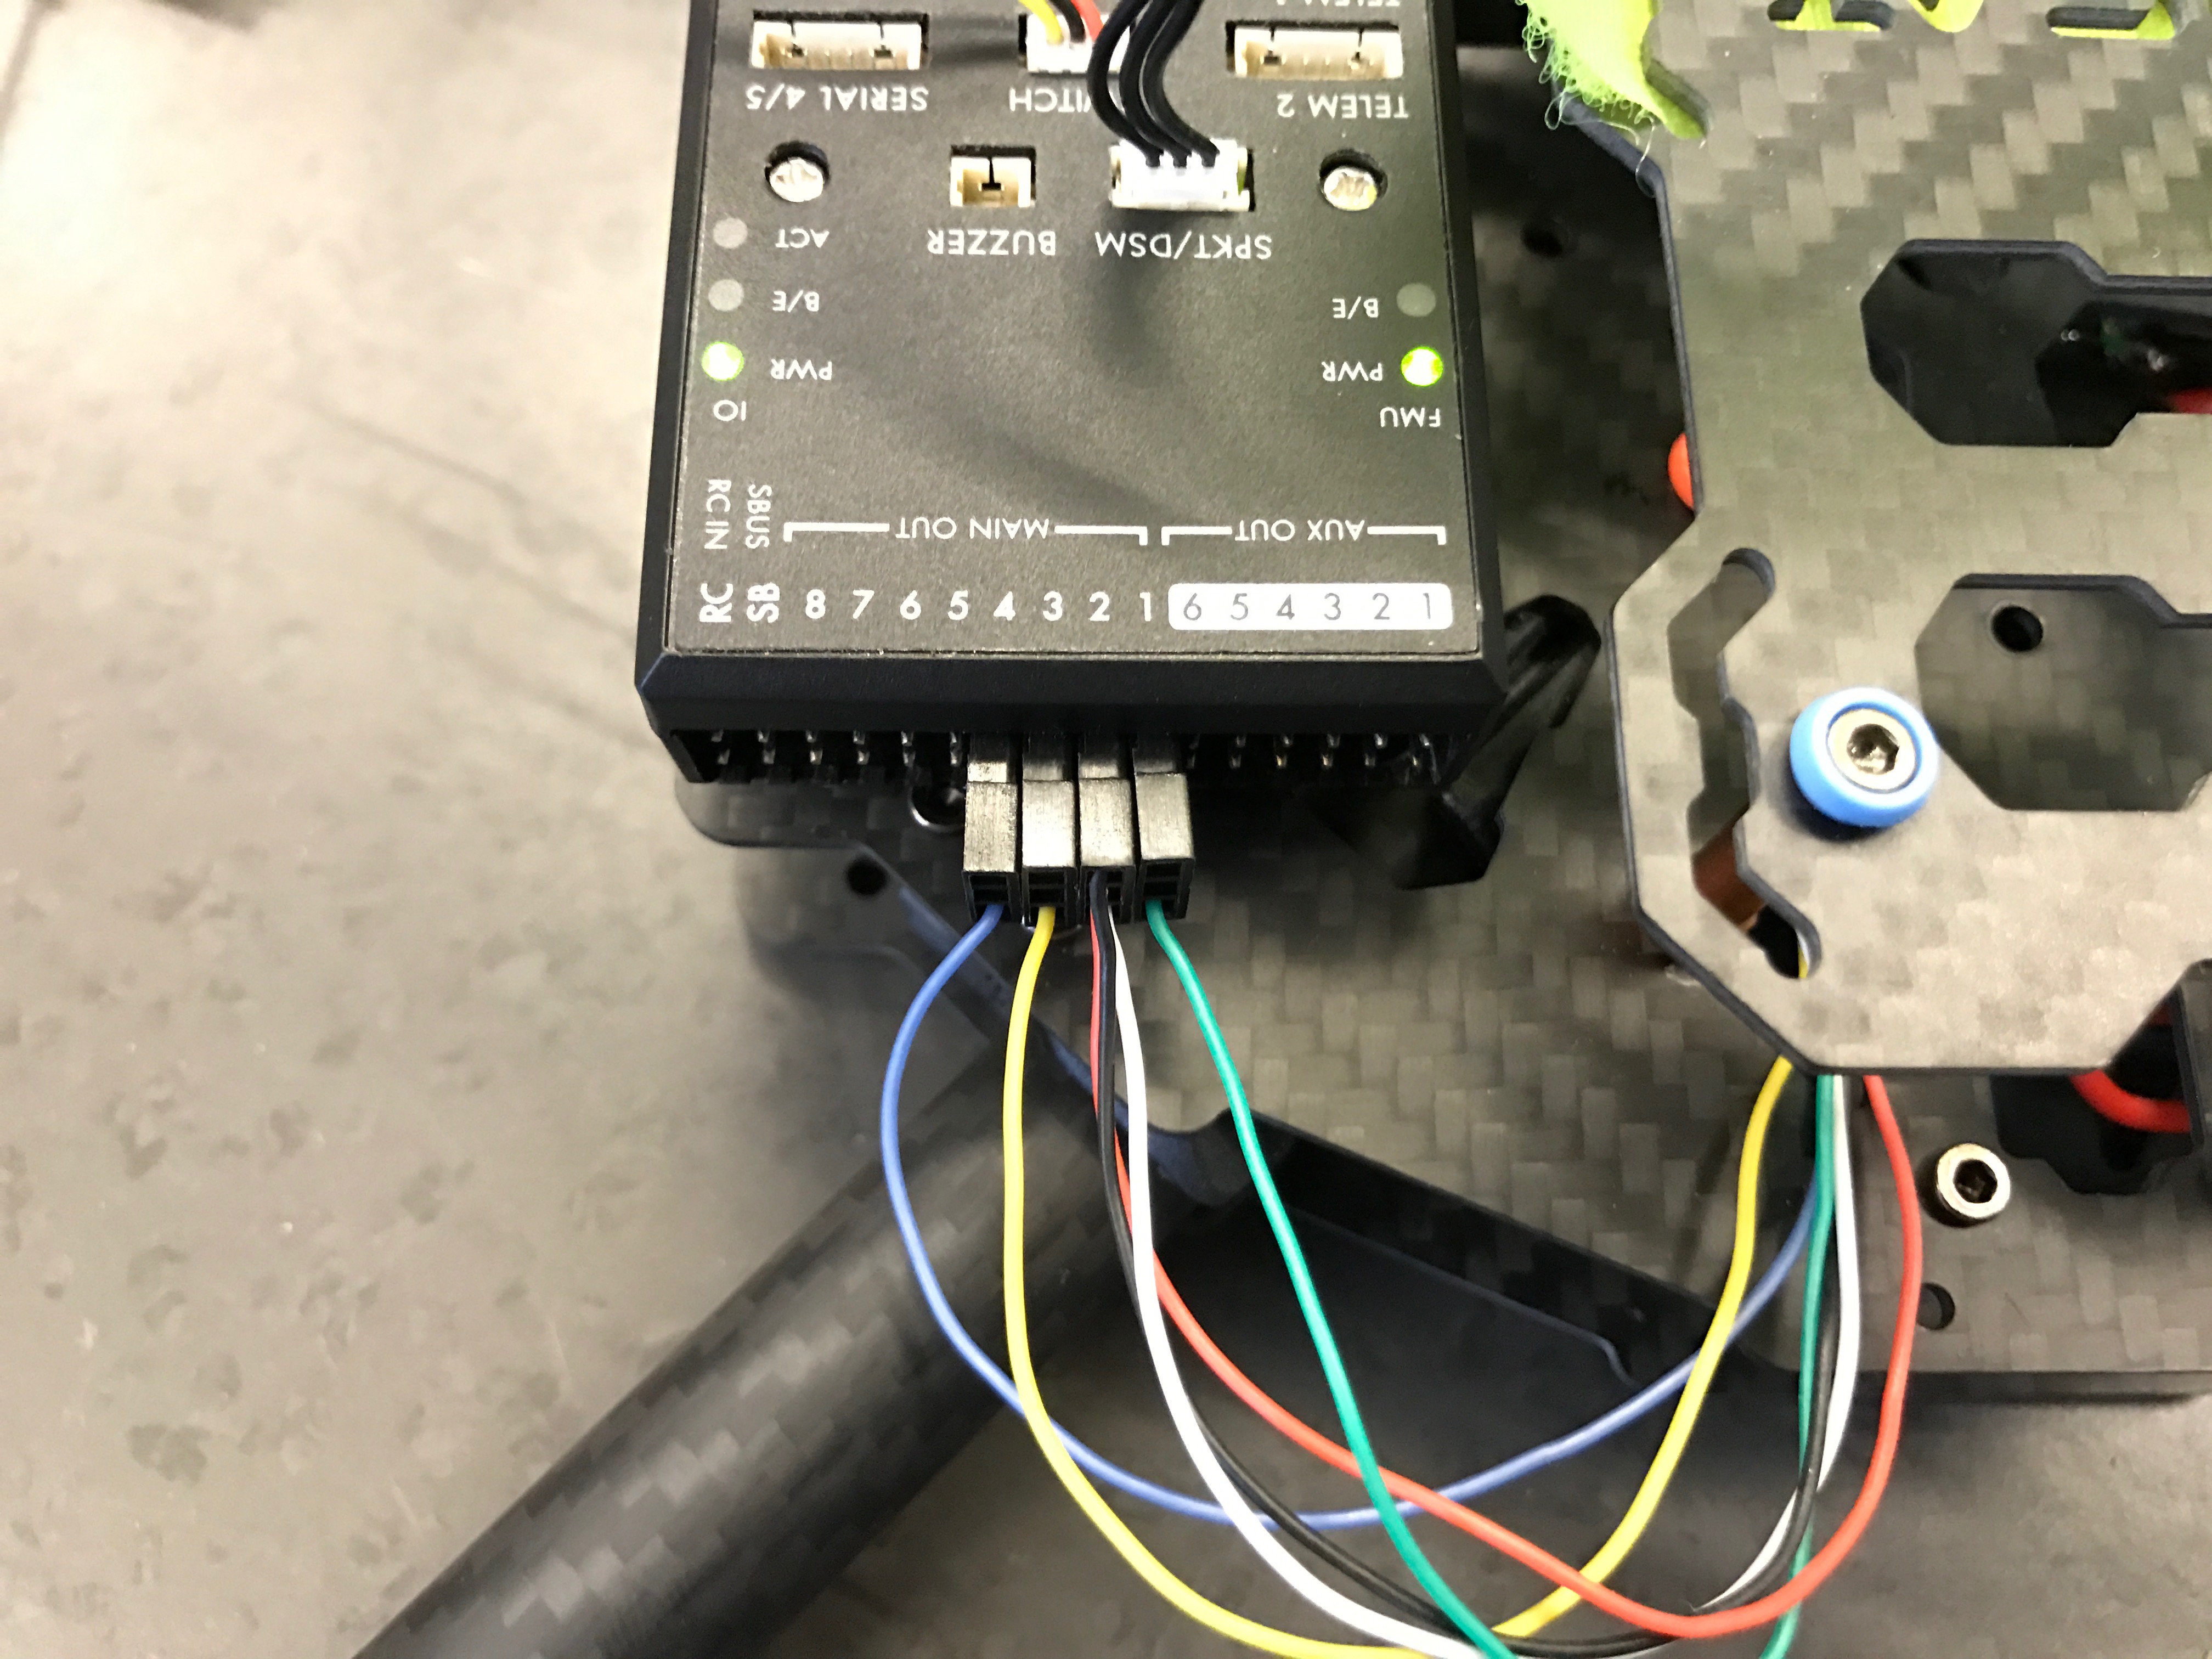 SERIAL 4/5
TELEM 2
BUZZER
SPKT/DSM
ACT
B/E
B/E
PWR
PWR
IO
FMU
RC IN
SBUS
MAIN OUT
AUX OUT
RC SB 8 7 6 5 4 3 2 1 6 5 4 3 2 1